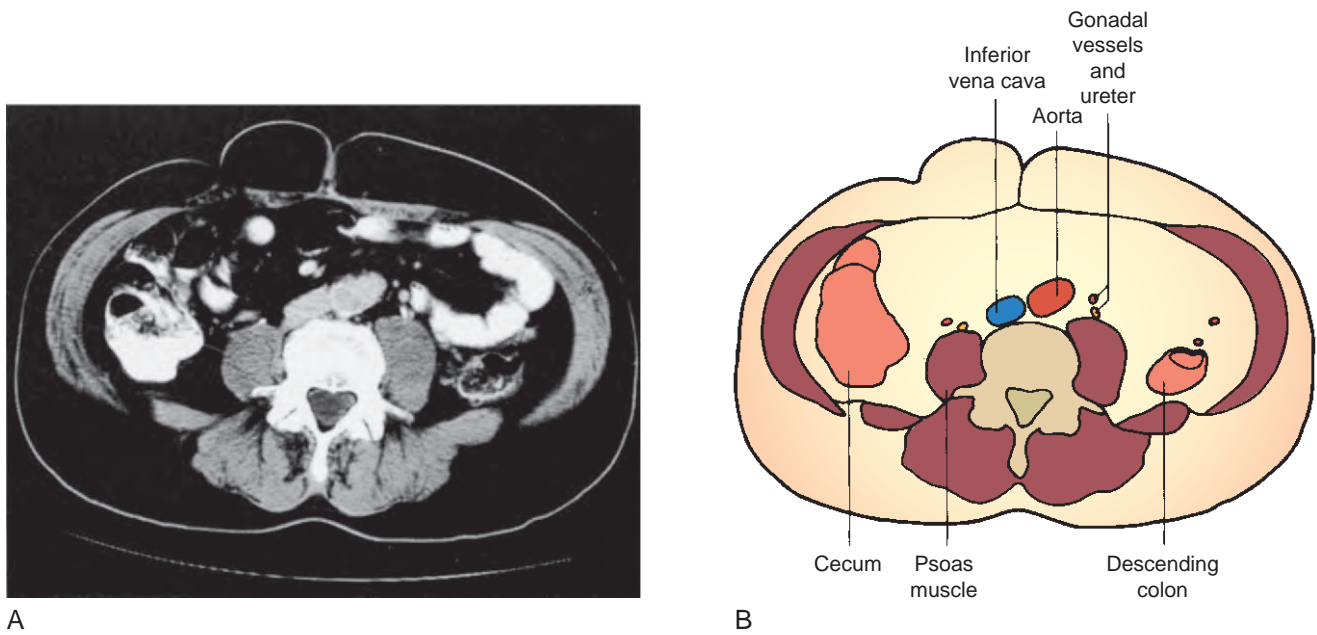 Gonadal
vessels
and
ureter
Inferior
vena cava
Aorta
Cecum
Psoas
muscle
Descending
colon
A
B